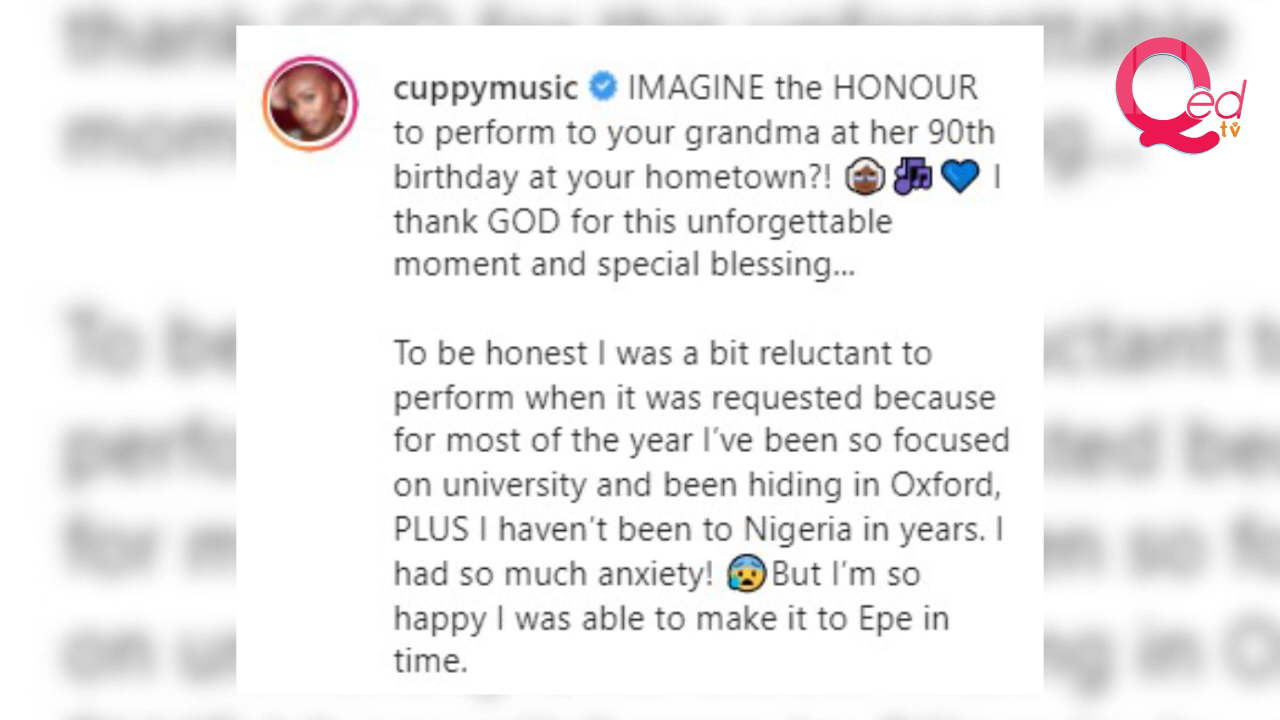 cuppymusic IMAGINE the HONOUR
to perform to your grandma at her 90th
birthday at your hometown?! 👵🏾🎶💙 I
thank GOD for this unforgettable
moment and special blessing...

To be honest I was a bit reluctant to
perform when it was requested because
for most of the year I've been so focused
on university and been hiding in Oxford,
PLUS I haven't been to Nigeria in years. I
had so much anxiety! 😰But I'm so
happy I was able to make it to Epe in
time.
Qed
tv